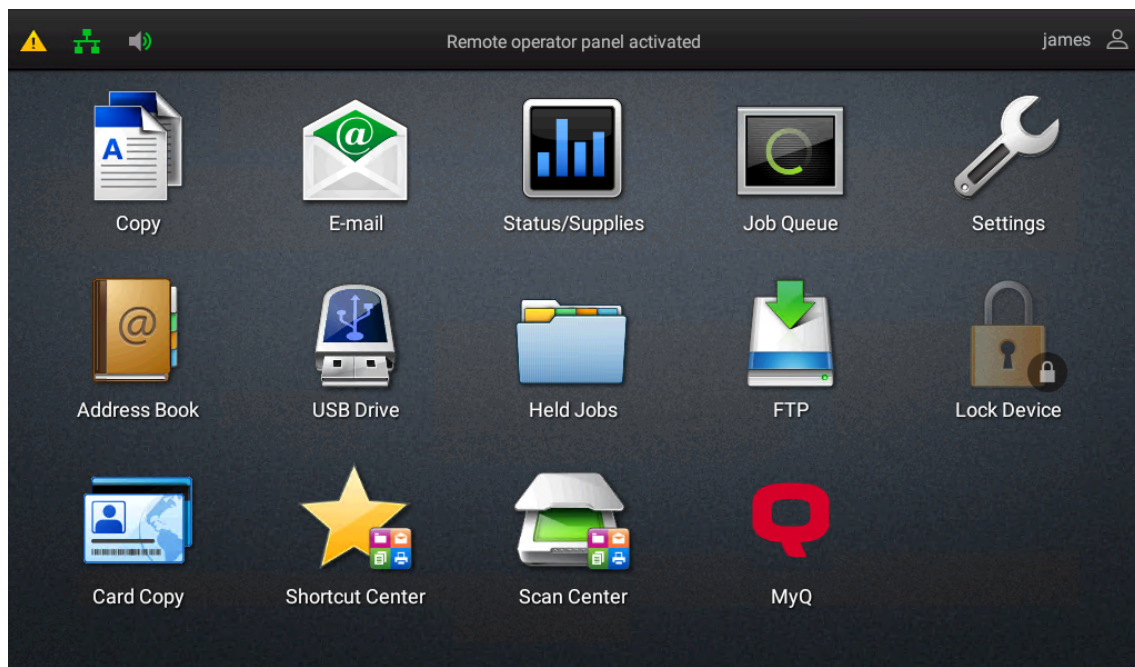 Remote operator panel activated
james
Copy
E-mail
Status/Supplies
Job Queue
Settings
Address Book
USB Drive
Held Jobs
FTP
Lock Device
Card Copy
Shortcut Center
Scan Center
MyQ